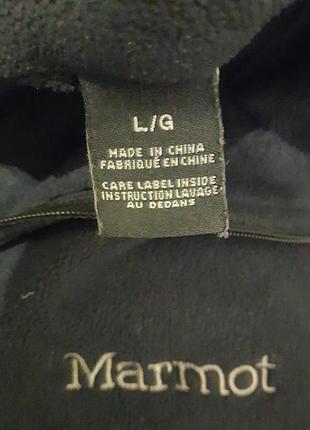 L/G
MADE IN CHINA
FABRIQUÉ EN CHINE
CARE LABEL INSIDE
INSTRUCTION LAVAGE
AU DEDANS
Marmot